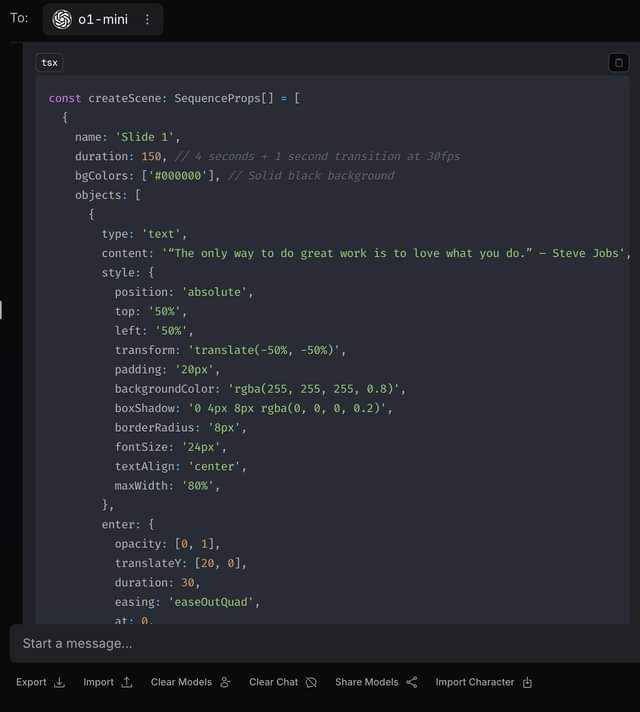 To:
o1-mini
tsx
const createScene: SequenceProps[] = [
{
name: 'Slide 1',
duration: 150, // 4 seconds + 1 second transition at 30fps
bgColors: ['#000000'], // Solid black background
objects: [
{
type: 'text',
content: '“The only way to do great work is to love what you do.” – Steve Jobs',
style: {
position: 'absolute',
top: '50%',
left: '50%',
transform: 'translate(-50%, -50%)',
padding: '20px',
backgroundColor: 'rgba(255, 255, 255, 0.8)',
boxShadow: '0 4px 8px rgba(0, 0, 0, 0.2)',
borderRadius: '8px',
fontSize: '24px',
textAlign: 'center',
maxWidth: '80%',
},
enter: {
opacity: [0, 1],
translateY: [20, 0],
duration: 30,
easing: 'easeOutQuad',
at: 0,
Start a message...
Export Import Clear Models Clear Chat Share Models Import Character